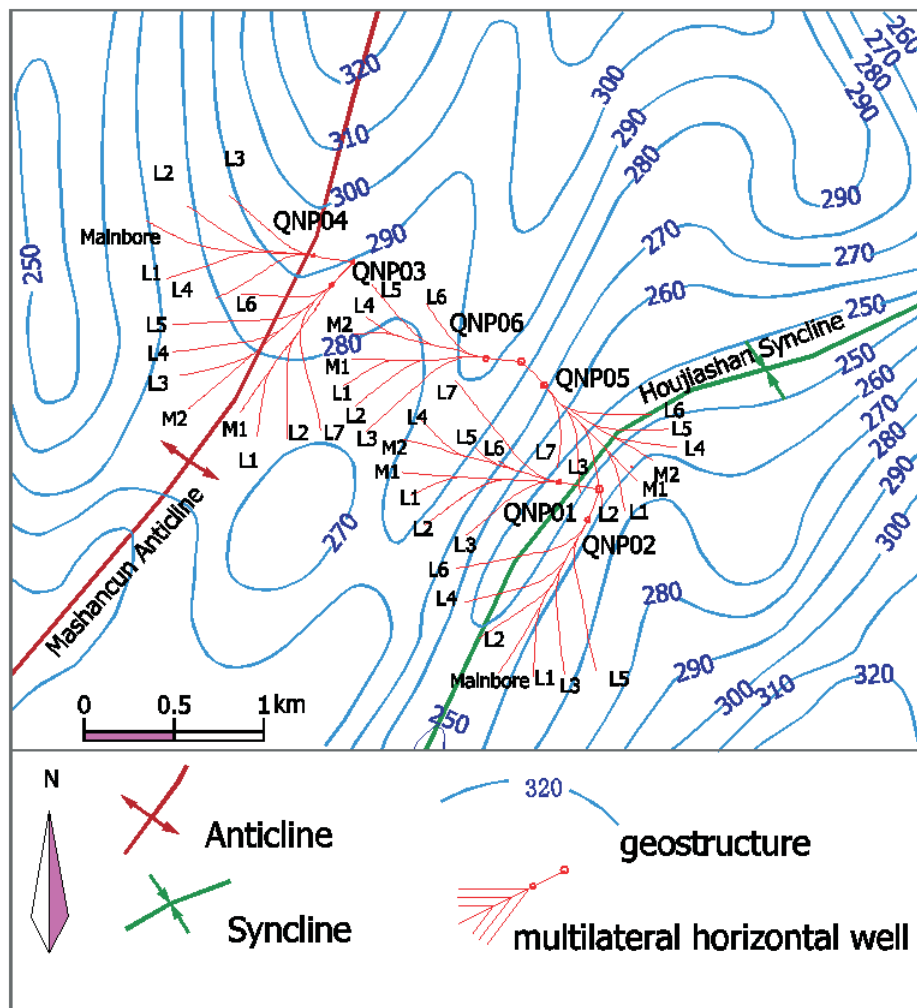 260
270
280
290
320
300
290
310
280
L3
L2
300
290
270
QNP04
290
270
Mainbore
250
QNP03
260
L1
L4
L5
L6
250
L6
L4
L5
M2
QNP06
Houjiashan Syncline
250
L4
280
260
M1
QNP05
270
L3
L1
L7
L6
280
M2
L2
L4
L5
290
M1
L2
L7
L3
M2
L5
L6
L7
L4
300
L1
M1
L3
M2
M1
L1
QNP01
L2
L1
270
L2
L3
QNP02
L6
Mashancun Anticline
L4
280
L2
290
Mainbore
L1
L3
L5
320
300
310
0
0.5
1 km
250
N
320
Anticline
geostructure
Syncline
multilateral horizontal well